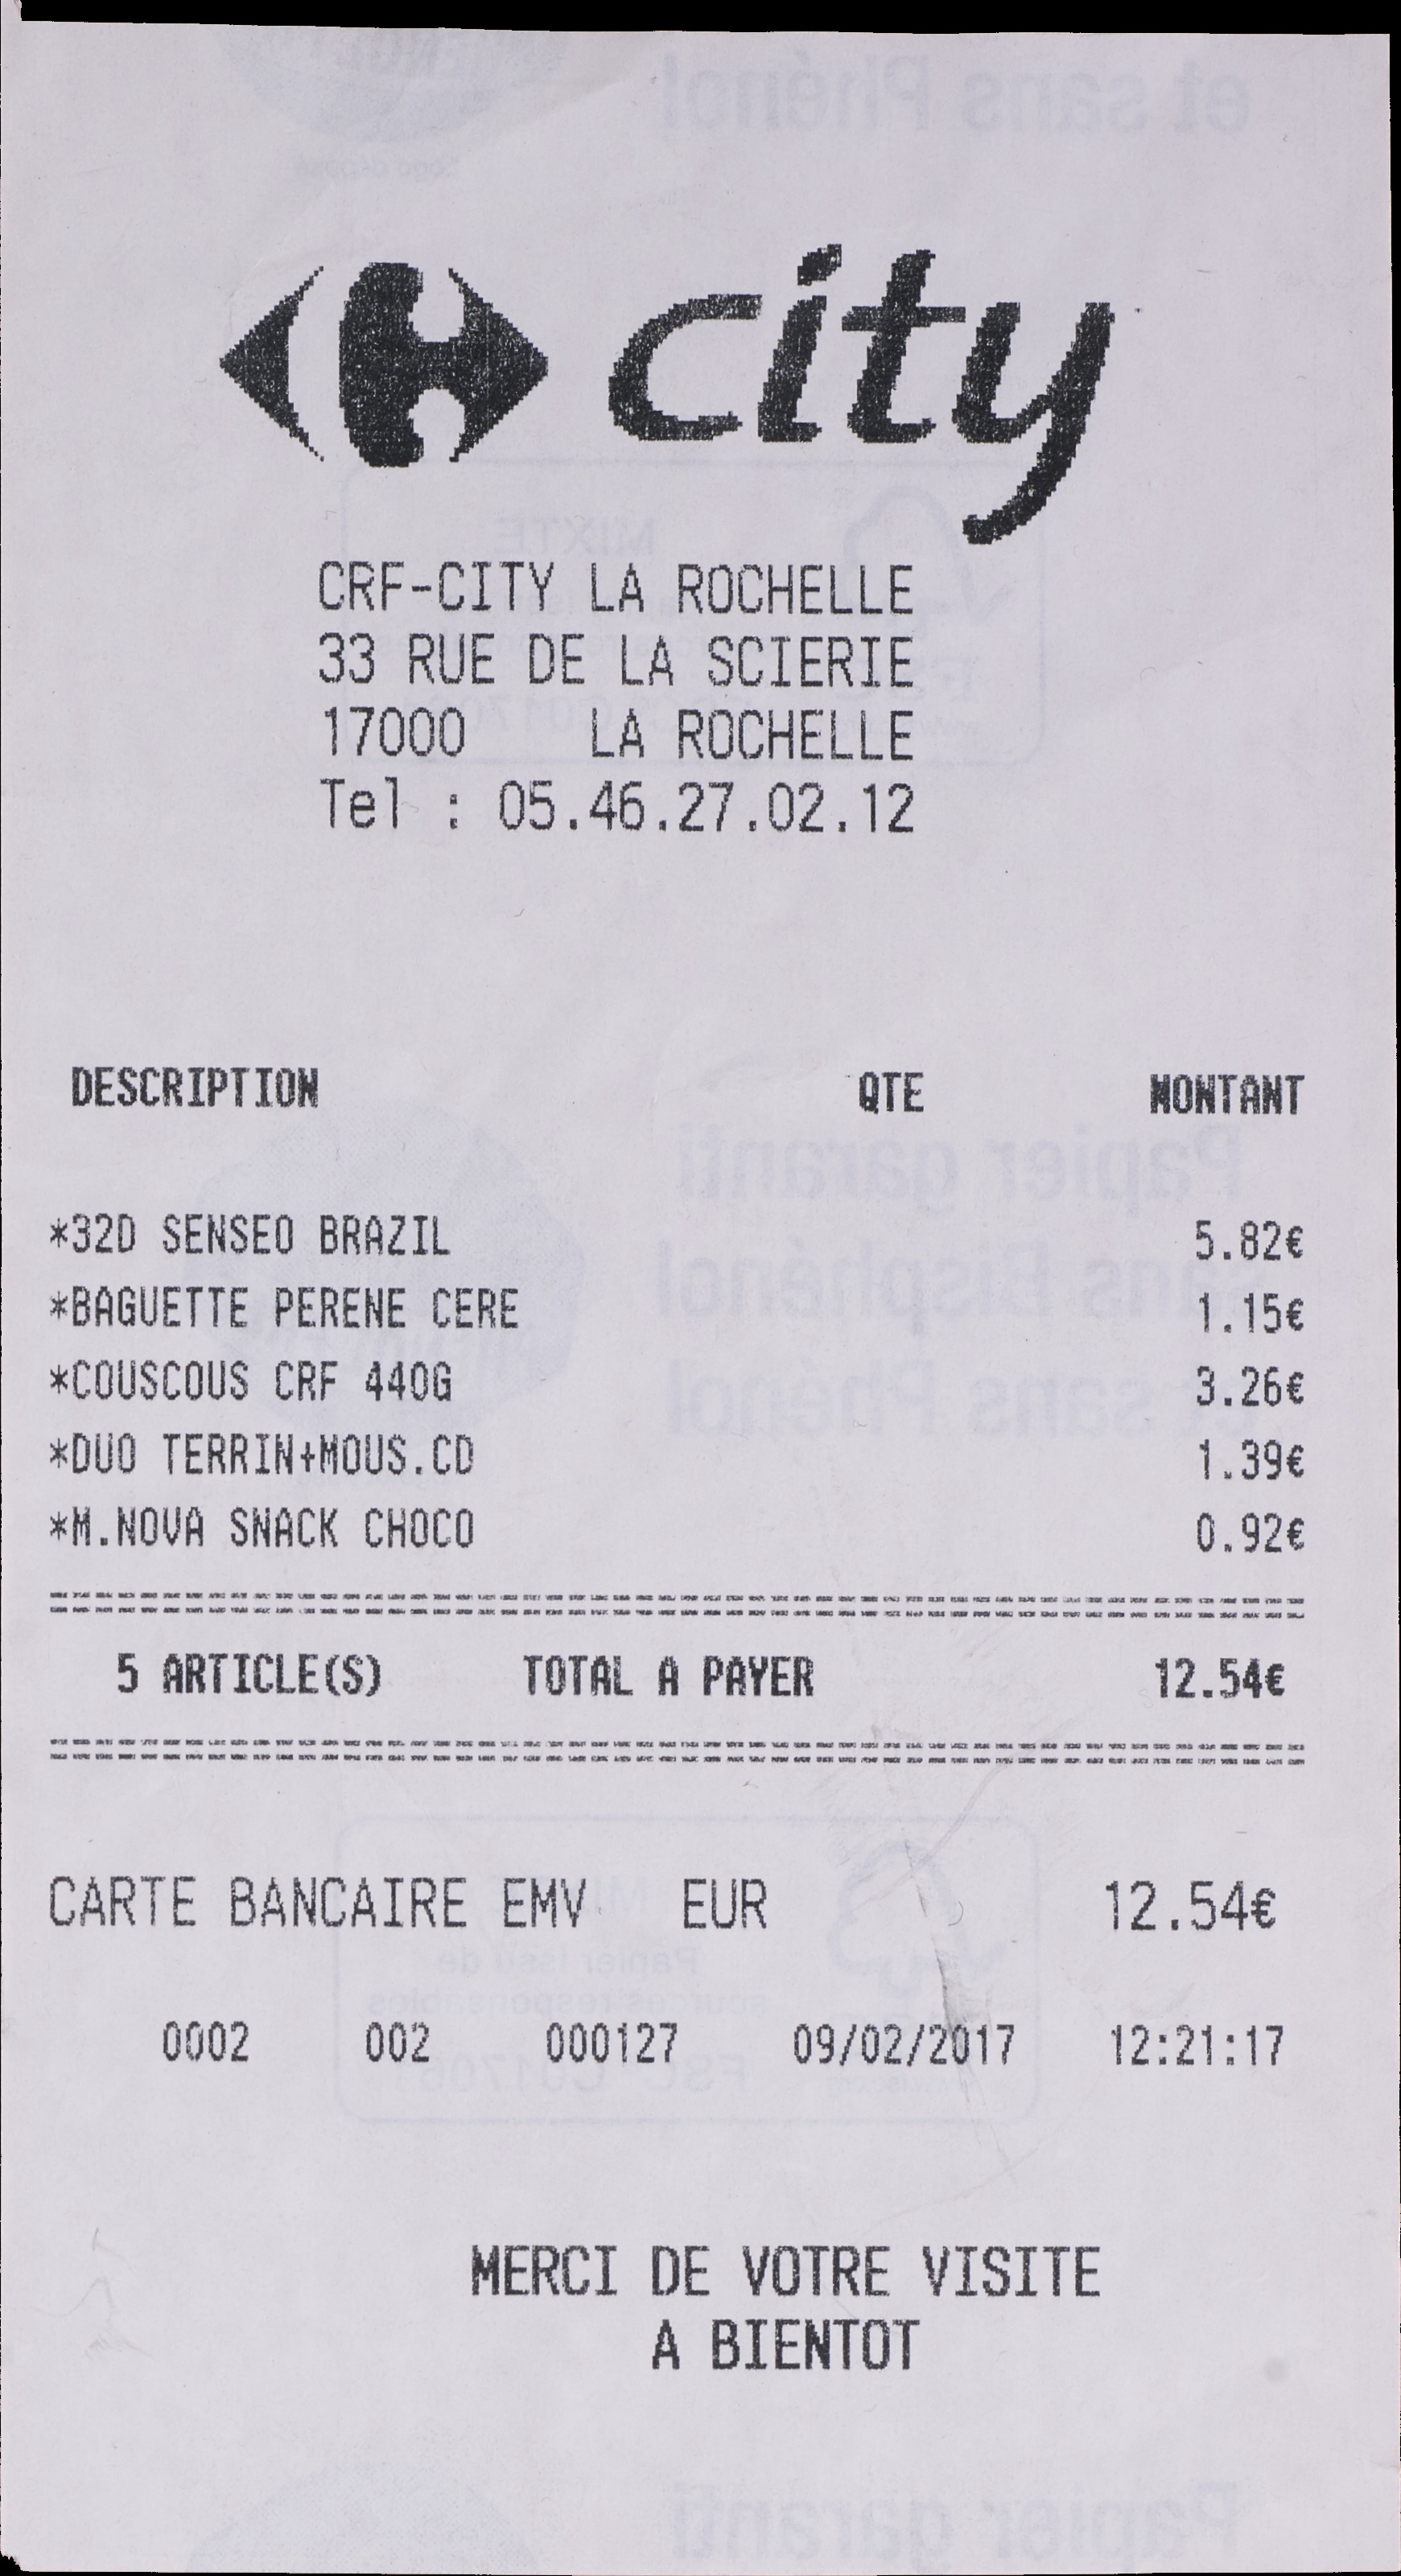 city
CRF-CITY LA ROCHELLE
33 RUE DE LA SCIERIE
17000 LA ROCHELLE
Tel : 05.46.27.02.12
DESCRIPTION QTE MONTANT
*32D SENSEO BRAZIL 5.82€
*BAGUETTE PERENE CERE 1.15€
*COUSCOUS CRF 440G 3.26€
*DUO TERRIN+MOUS.CD 1.39€
*M.NOVA SNACK CHOCO 0.92€
5 ARTICLE(S) TOTAL A PAYER 12.54€
CARTE BANCAIRE EMV EUR 12.54€
0002 002 000127 09/02/2017 12:21:17
MERCI DE VOTRE VISITE
A BIENTOT